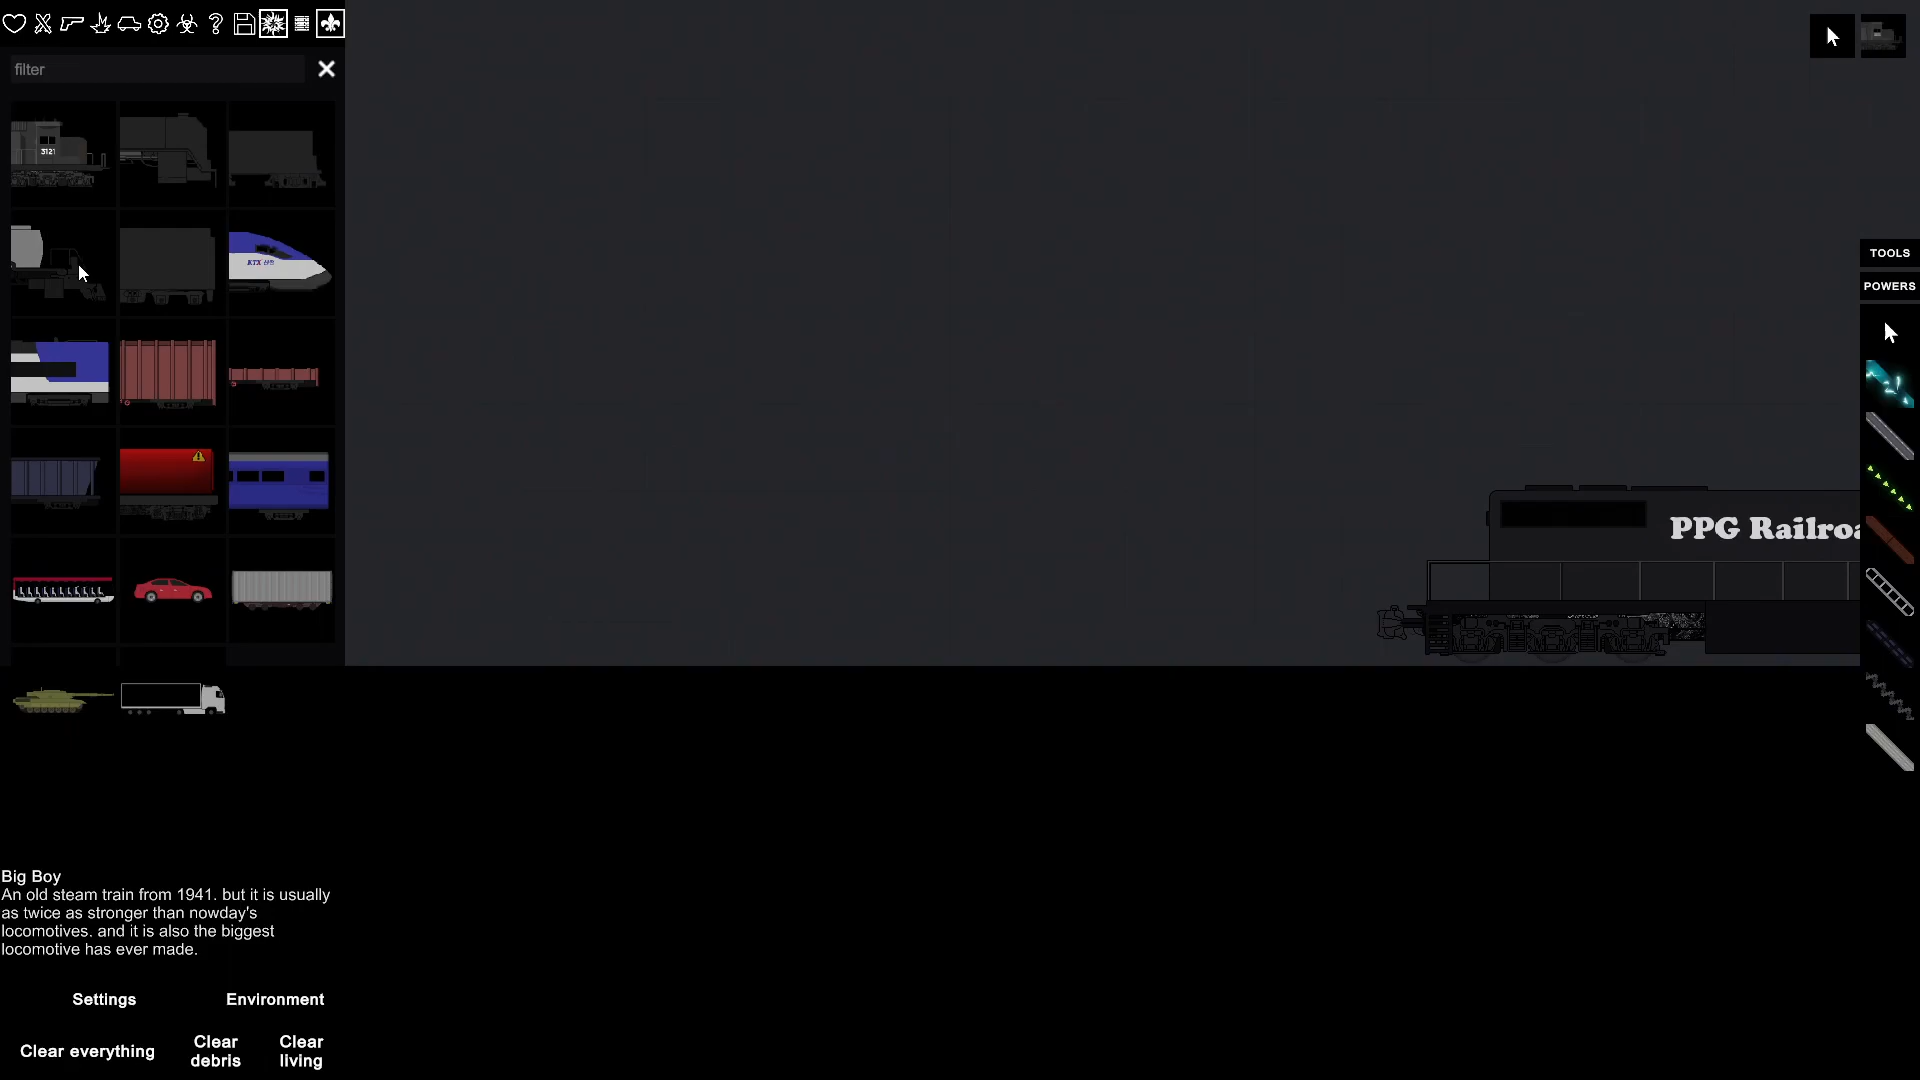 filter
3121
KTX
TOOLS
POWERS
PPG Railroa
Big Boy
An old steam train from 1941. but it is usually
as twice as stronger than nowday's
locomotives. and it is also the biggest
locomotive has ever made.
Settings
Environment
Clear everything
Clear
debris
Clear
living